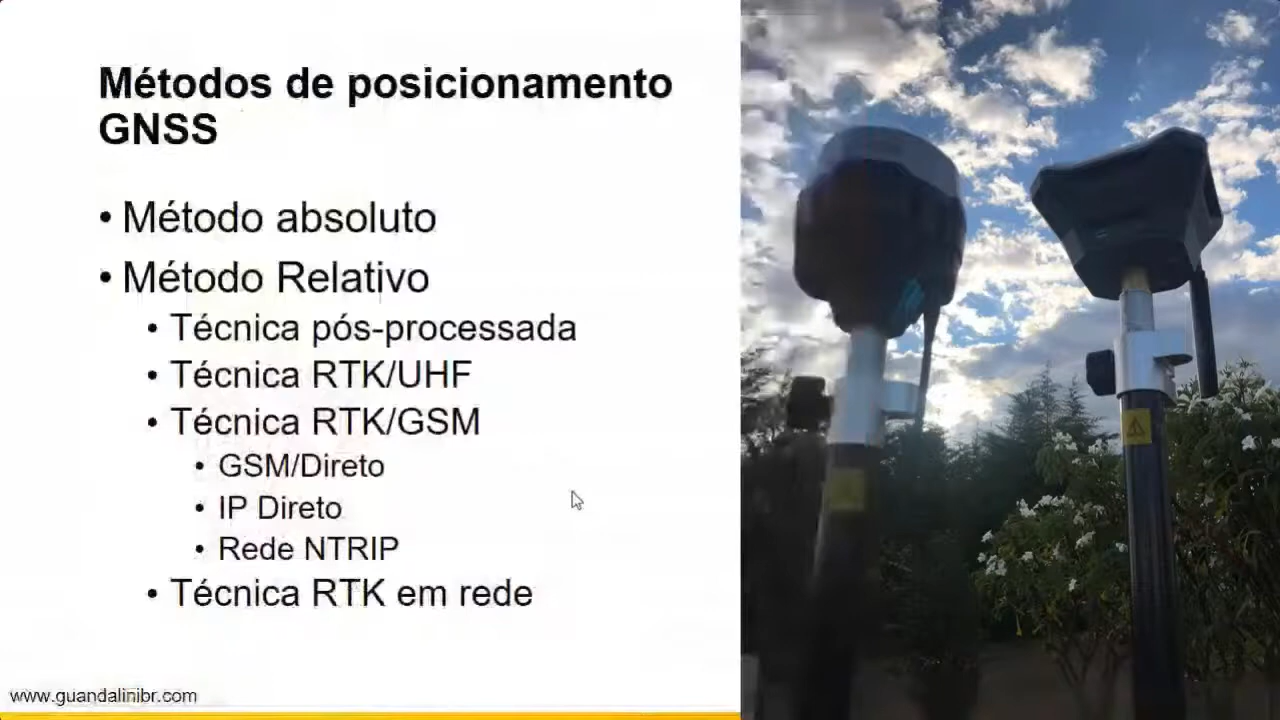 Métodos de posicionamento
GNSS
• Método absoluto
• Método Relativo
• Técnica pós-processada
• Técnica RTK/UHF
• Técnica RTK/GSM
• GSM/Direto
• IP Direto
• Rede NTRIP
• Técnica RTK em rede
www.guandalinibr.com